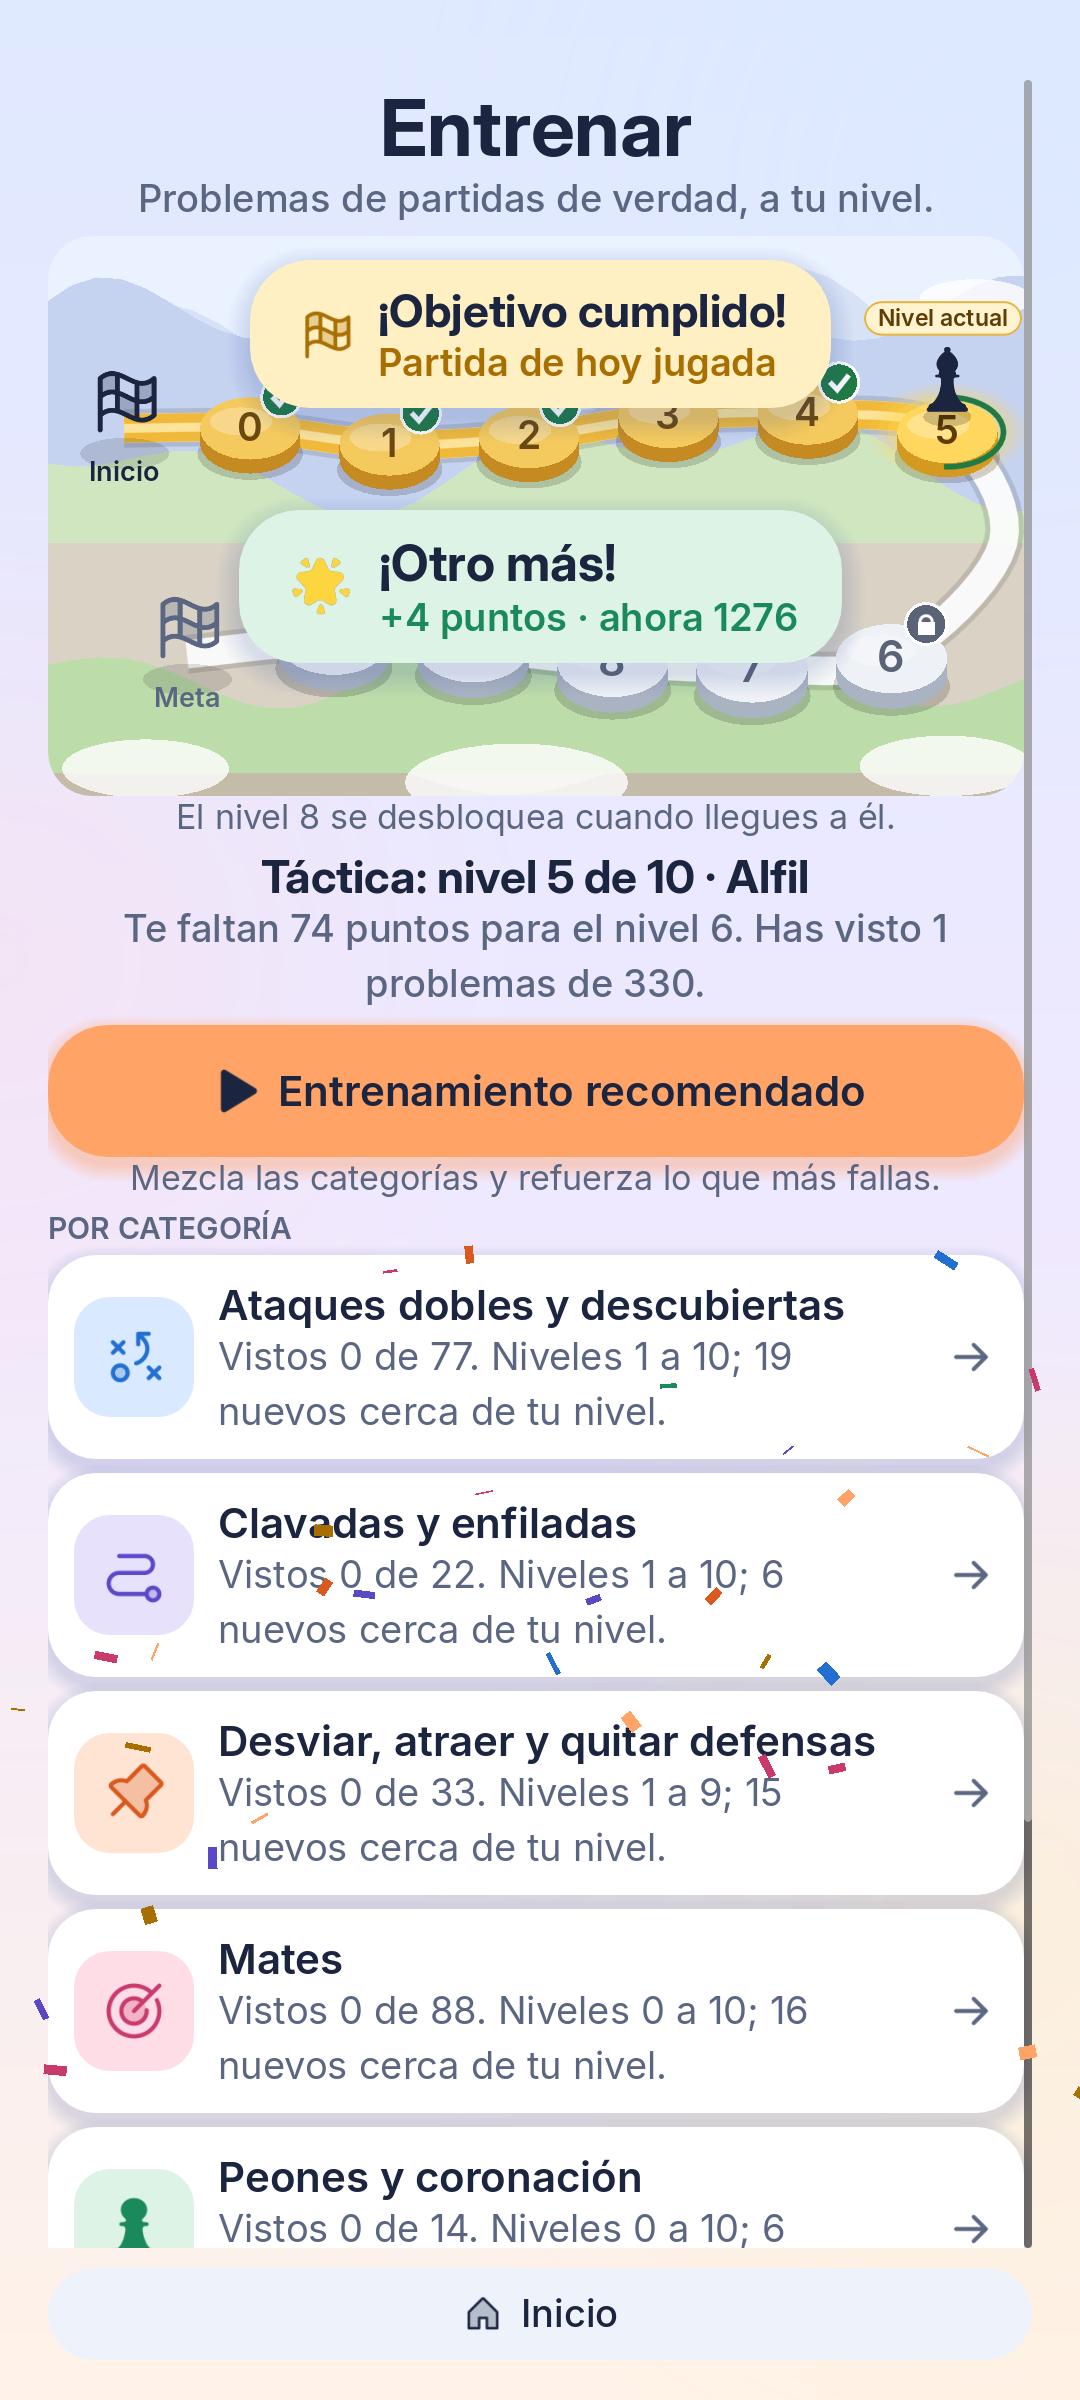 Entrenar
Problemas de partidas de verdad, a tu nivel.
¡Objetivo cumplido!
Partida de hoy jugada
Nivel actual
0
1
2
3
4
5
Inicio
¡Otro más!
+4 puntos · ahora 1276
8
7
6
Meta
El nivel 8 se desbloquea cuando llegues a él.
Táctica: nivel 5 de 10 · Alfil
Te faltan 74 puntos para el nivel 6. Has visto 1
problemas de 330.
Entrenamiento recomendado
Mezcla las categorías y refuerza lo que más fallas.
POR CATEGORÍA
Ataques dobles y descubiertas
Vistos 0 de 77. Niveles 1 a 10; 19
nuevos cerca de tu nivel.
Clavadas y enfiladas
Vistos 0 de 22. Niveles 1 a 10; 6
nuevos cerca de tu nivel.
Desviar, atraer y quitar defensas
Vistos 0 de 33. Niveles 1 a 9; 15
nuevos cerca de tu nivel.
Mates
Vistos 0 de 88. Niveles 0 a 10; 16
nuevos cerca de tu nivel.
Peones y coronación
Vistos 0 de 14. Niveles 0 a 10; 6
Inicio